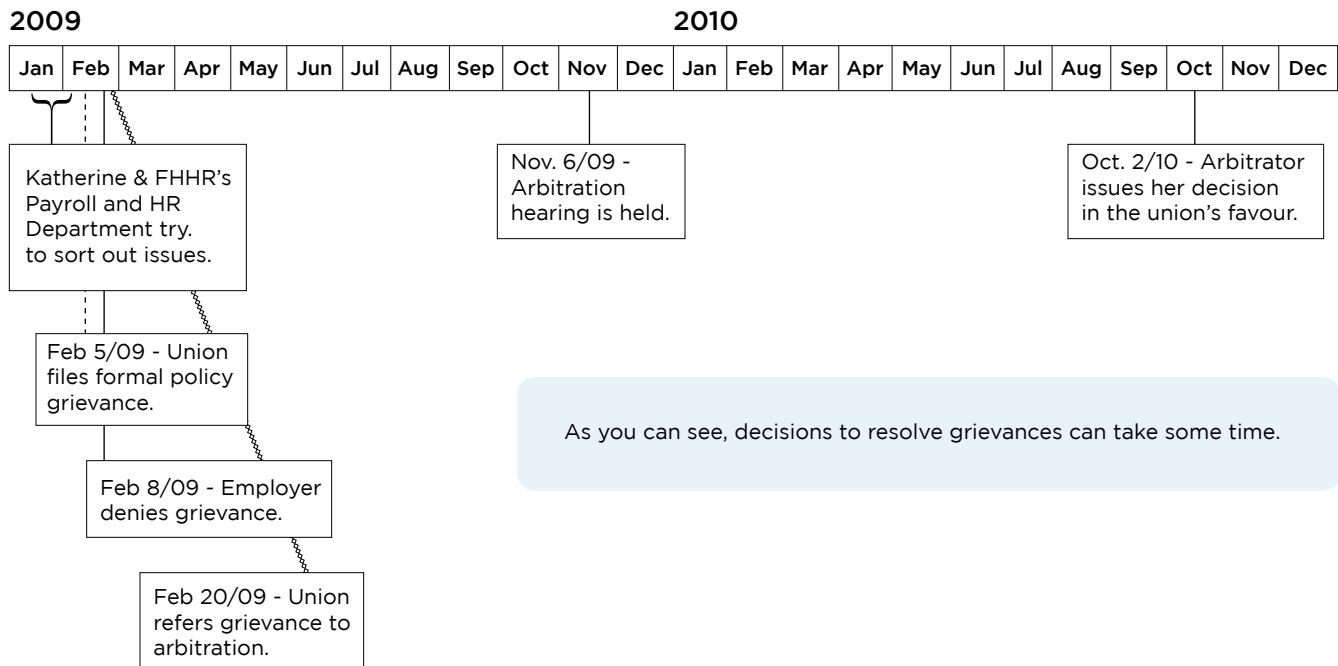 2009
2010
Jan Feb Mar Apr May Jun Jul Aug Sep Oct Nov Dec Jan Feb Mar Apr May Jun Jul Aug Sep Oct Nov Dec
Katherine & FHHR's
Payroll and HR
Department try.
to sort out issues.
Nov. 6/09 -
Arbitration
hearing is held.
Oct. 2/10 - Arbitrator
issues her decision
in the union's favour.
Feb 5/09 - Union
files formal policy
grievance.
As you can see, decisions to resolve grievances can take some time.
Feb 8/09 - Employer
denies grievance.
Feb 20/09 - Union
refers grievance to
arbitration.